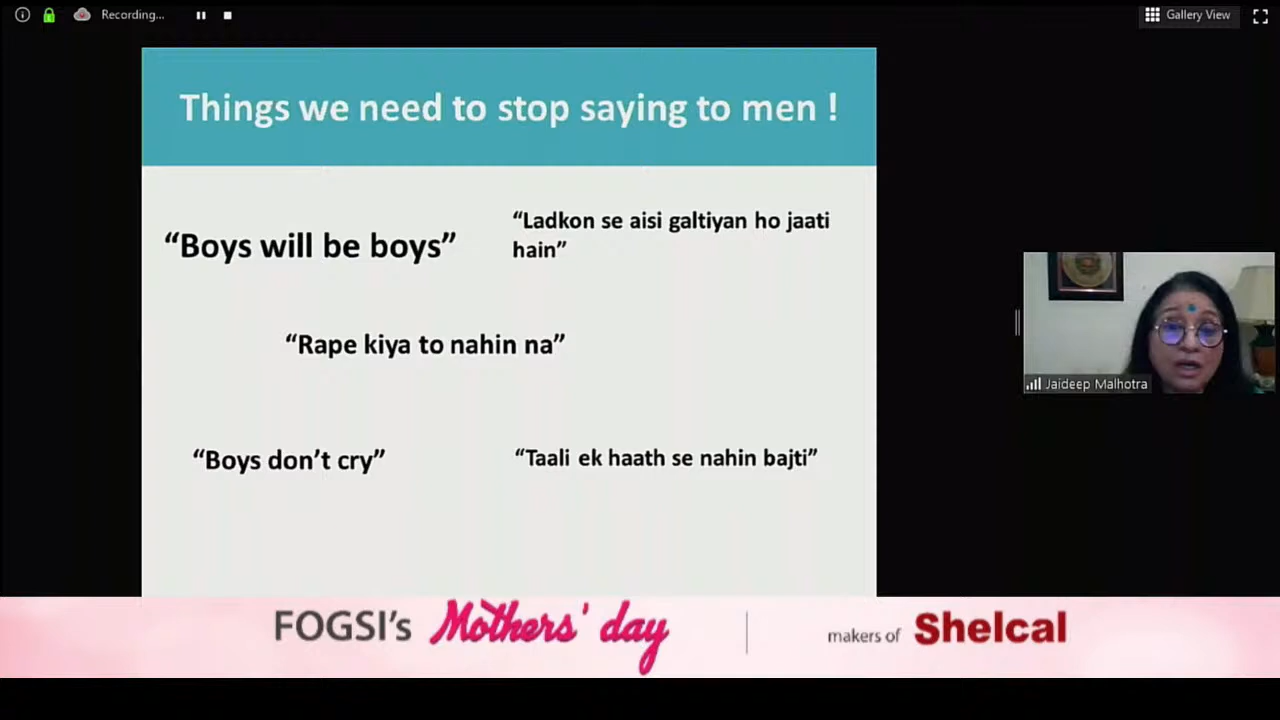 Recording...
Gallery View
Things we need to stop saying to men !
“Boys will be boys”
“Ladkon se aisi galtiyan ho jaati
hain”
“Rape kiya to nahin na”
Jaideep Malhotra
“Boys don’t cry”
“Taali ek haath se nahin bajti”
FOGSI’s Mothers’ day
makers of Shelcal